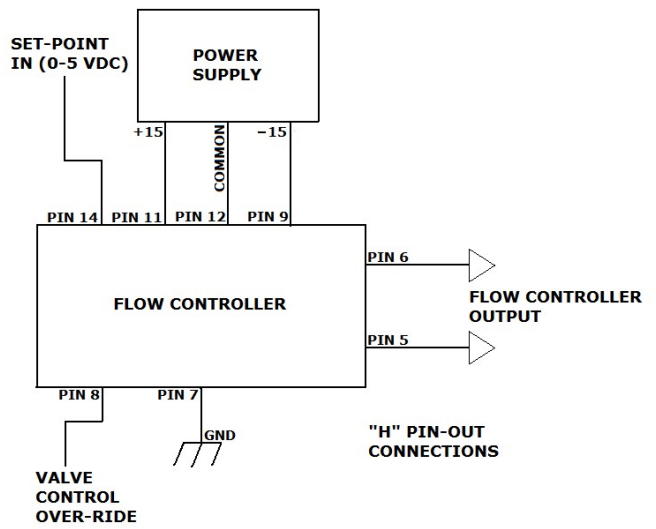 SET-POINT
IN (0-5 VDC)
POWER
SUPPLY
+15
COMMON
−15
PIN 14
PIN 11
PIN 12
PIN 9
PIN 6
FLOW CONTROLLER
FLOW CONTROLLER
OUTPUT
PIN 5
PIN 8
PIN 7
GND
"H" PIN-OUT
CONNECTIONS
VALVE
CONTROL
OVER-RIDE